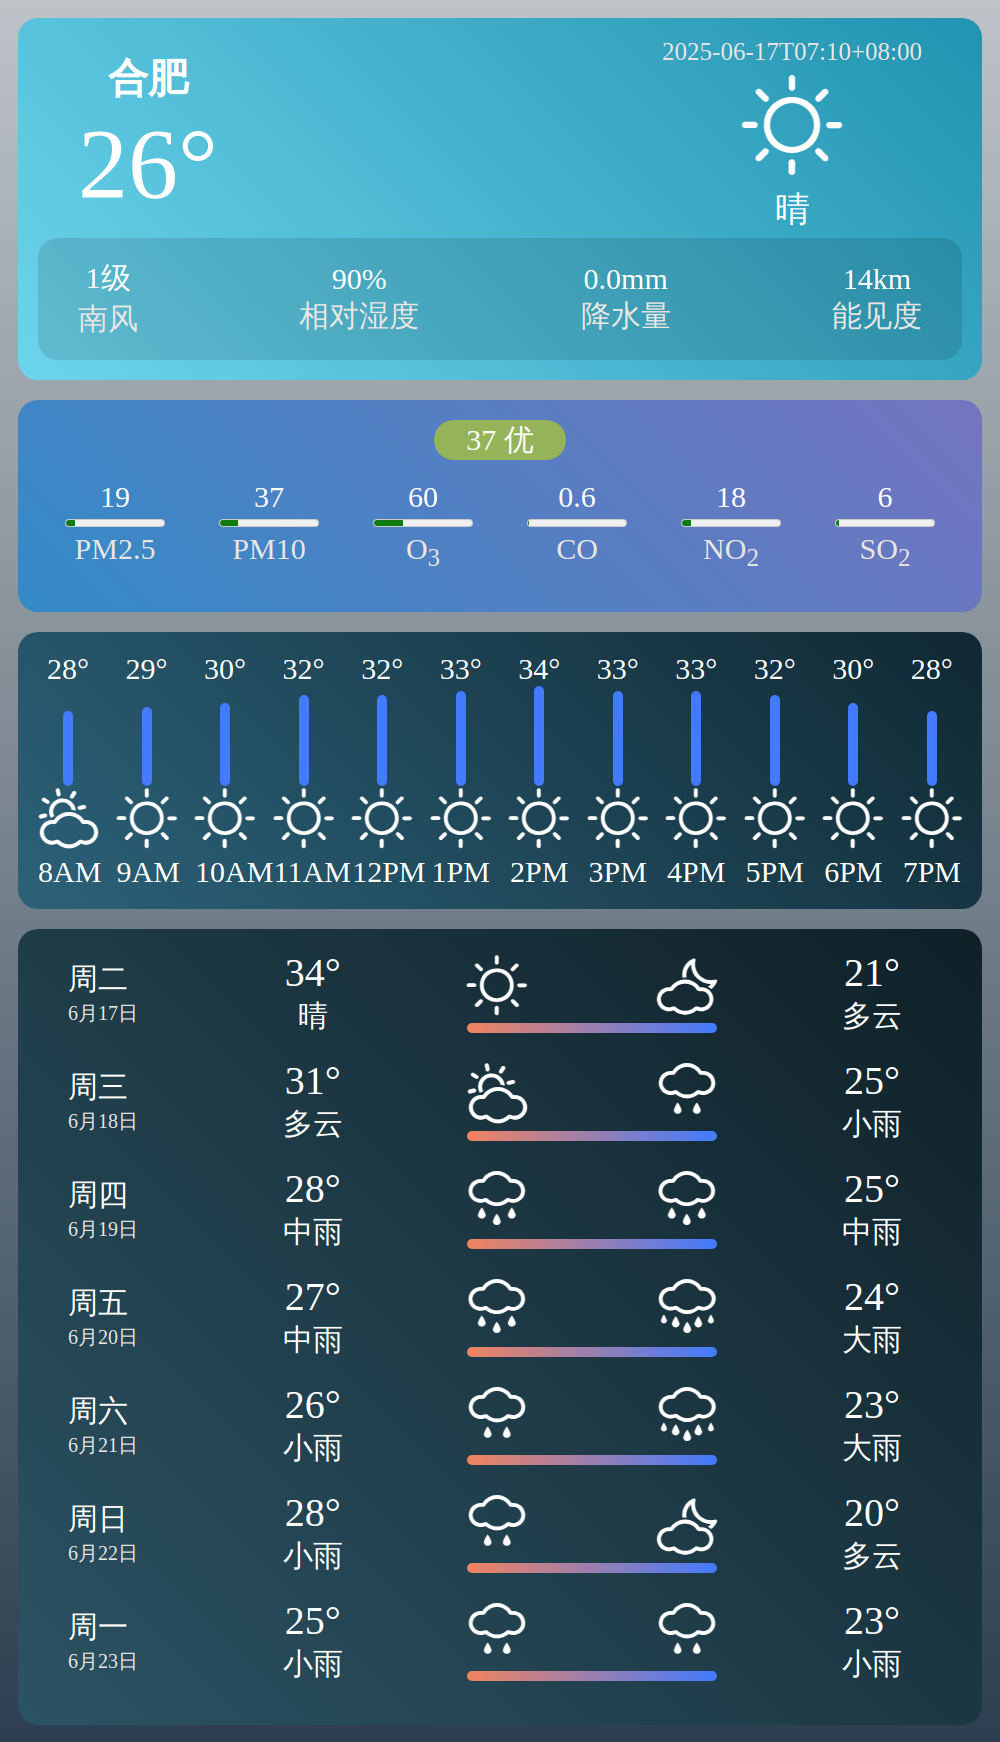 合肥
26°
2025-06-17T07:10+08:00
晴
1级 90% 0.0mm 14km
南风 相对湿度 降水量 能见度
37 优
19 37 60 0.6 18 6
PM2.5 PM10 O3 CO NO2 SO2
28° 29° 30° 32° 32° 33° 34° 33° 33° 32° 30° 28°
8AM 9AM 10AM 11AM 12PM 1PM 2PM 3PM 4PM 5PM 6PM 7PM
周二 34° 21°
6月17日 晴 多云
周三 31° 25°
6月18日 多云 小雨
周四 28° 25°
6月19日 中雨 中雨
周五 27° 24°
6月20日 中雨 大雨
周六 26° 23°
6月21日 小雨 大雨
周日 28° 20°
6月22日 小雨 多云
周一 25° 23°
6月23日 小雨 小雨